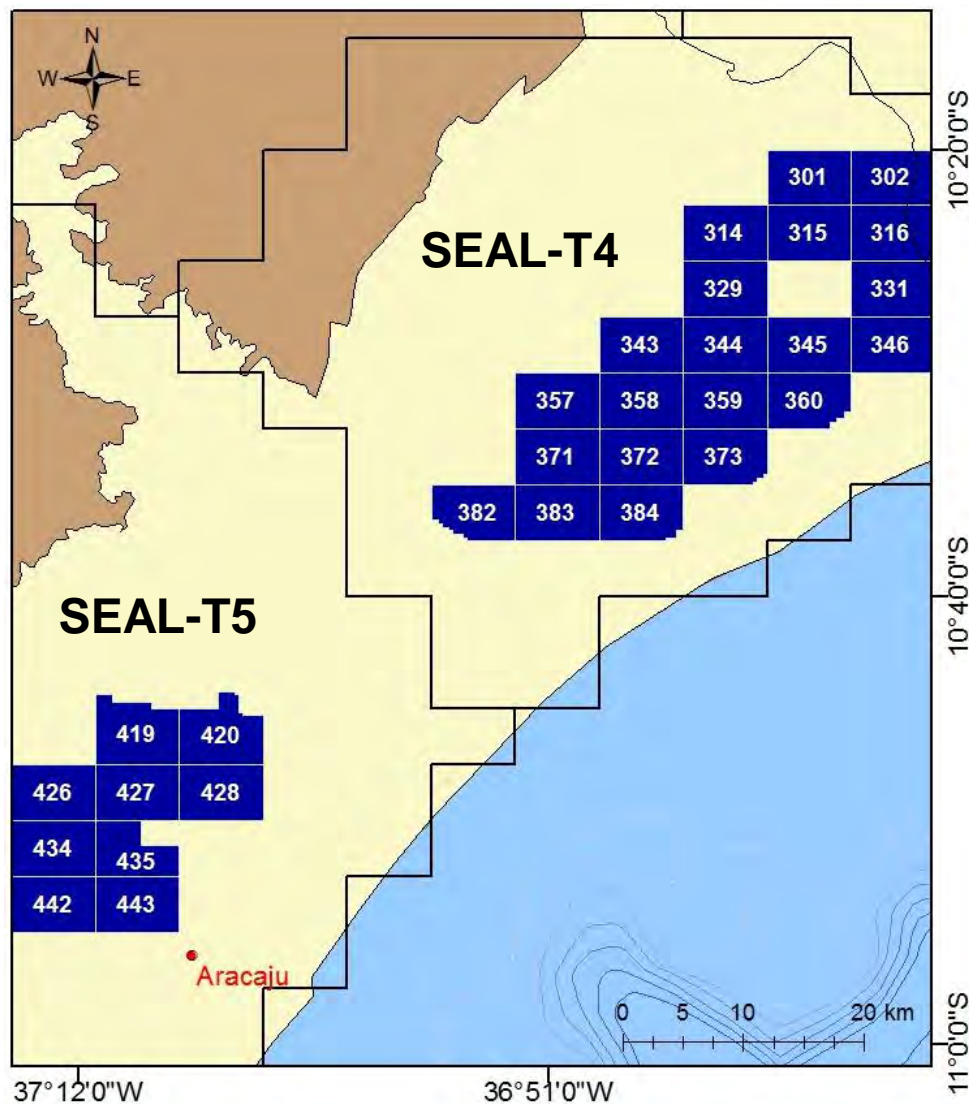 N
W E
S
10°20'0"S
301 302
SEAL-T4
314 315 316
329 331
343 344 345 346
357 358 359 360
371 372 373
382 383 384
10°40'0"S
SEAL-T5
419 420
426 427 428
434 435
442 443
Aracaju
0 5 10 20 km
11°0'0"S
37°12'0"W 36°51'0"W